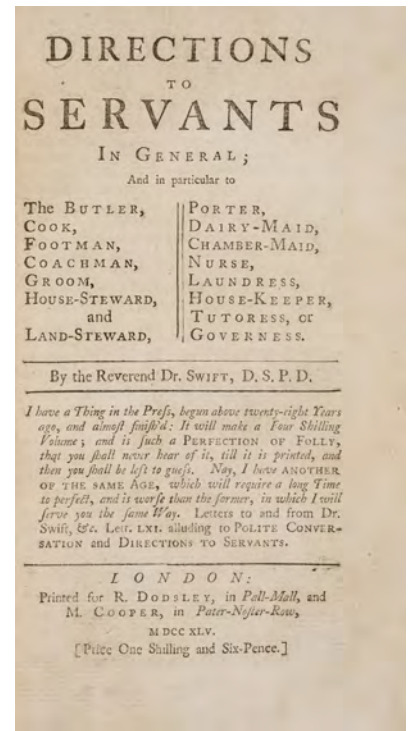 DIRECTIONS
TO
SERVANTS
IN GENERAL;
And in particular to
The BUTLER,
COOK,
FOOTMAN,
COACHMAN,
GROOM,
HOUSE-STEWARD,
and
LAND-STEWARD,
PORTER,
DAIRY-MAID,
CHAMBER-MAID,
NURSE,
LAUNDRESS,
HOUSE-KEEPER,
TUTORESS, or
GOVERNESS.
By the Reverend Dr. SWIFT, D. S. P. D.
I have a Thing in the Preſs, begun above twenty-eight Years
ago, and almoſt finiſh'd: It will make a Four Shilling
Volume; and is ſuch a PERFECTION OF FOLLY,
that you ſhall never hear of it, till it is printed, and
then you ſhall be left to gueſs. Nay, I have ANOTHER
OF THE SAME AGE, which will require a long Time
to perfect, and is worſe than the former, in which I will
ſerve you the ſame Way. Letters to and from Dr.
Swift, &c. Lett. LXI. alluding to POLITE CONVER-
SATION and DIRECTIONS TO SERVANTS.
LONDON:
Printed for R. DODSLEY, in Pall-Mall, and
M. COOPER, in Pater-Noſter-Row,
M DCC XLV.
[Price One Shilling and Six-Pence.]